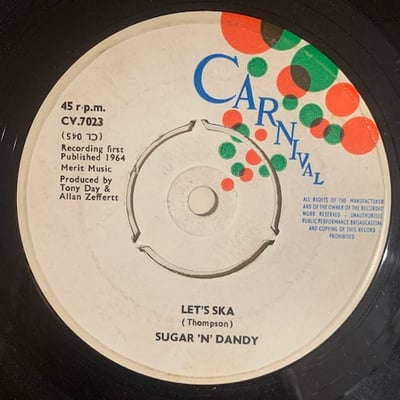 CARNIVAL
45 r·p.m.
CV.7023
(CL 045)
Recording first
Published 1964
Merit Music
Produced by
Tony Day &
Allan Zeffertt
ALL RIGHTS OF THE MANUFACTURER
AND OF THE OWNER OF THE RECORDED
WORK RESERVED - UNAUTHORISED
PUBLIC PERFORMANCE BROADCASTING
AND COPYING OF THIS RECORD
PROHIBITED
LET'S SKA
(Thompson)
SUGAR 'N' DANDY